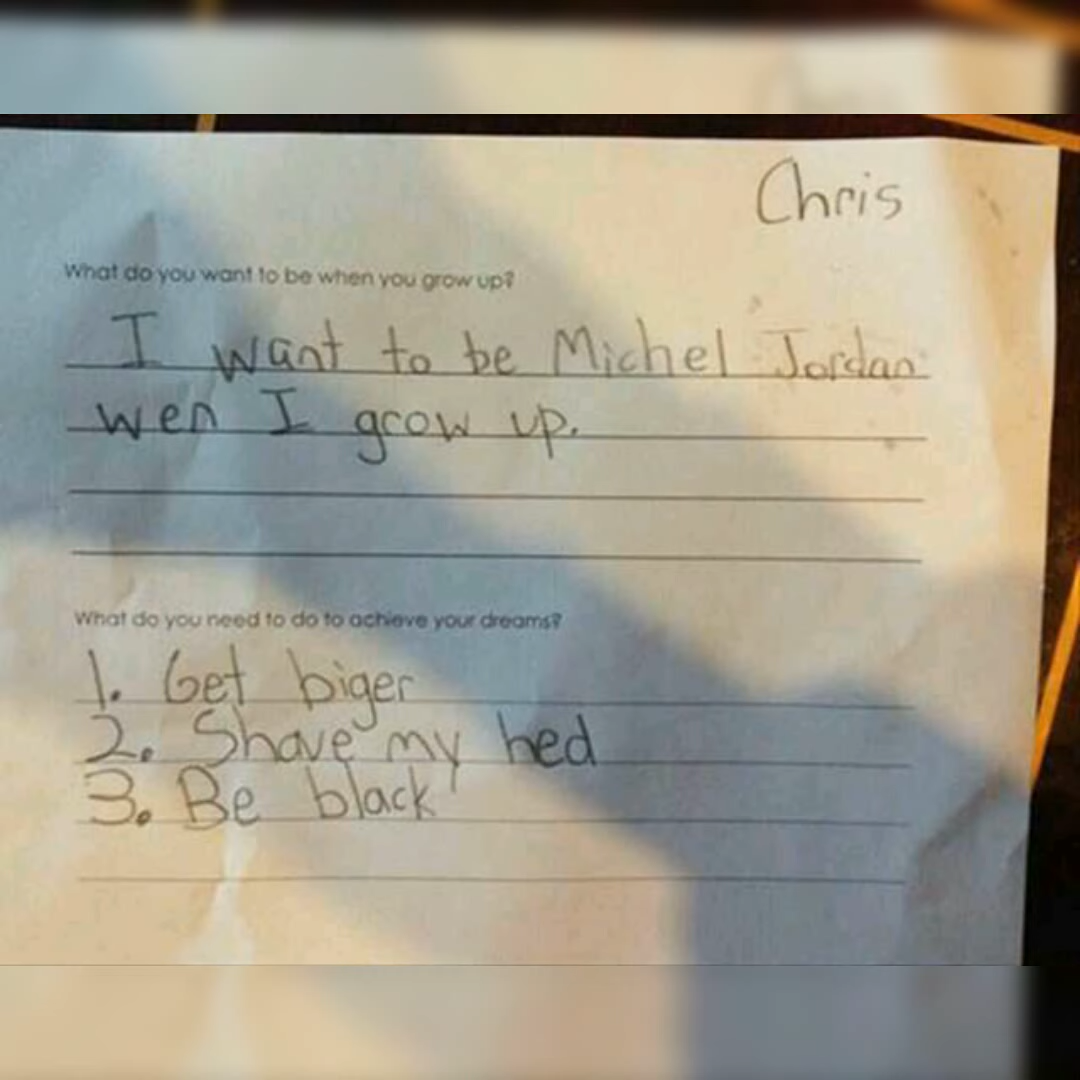 Chris
What do you want to be when you grow up?
I want to be Michel Jordan
wen I grow up.
What do you need to do to achieve your dreams?
1. Get biger
2. Shave my hed
3. Be black